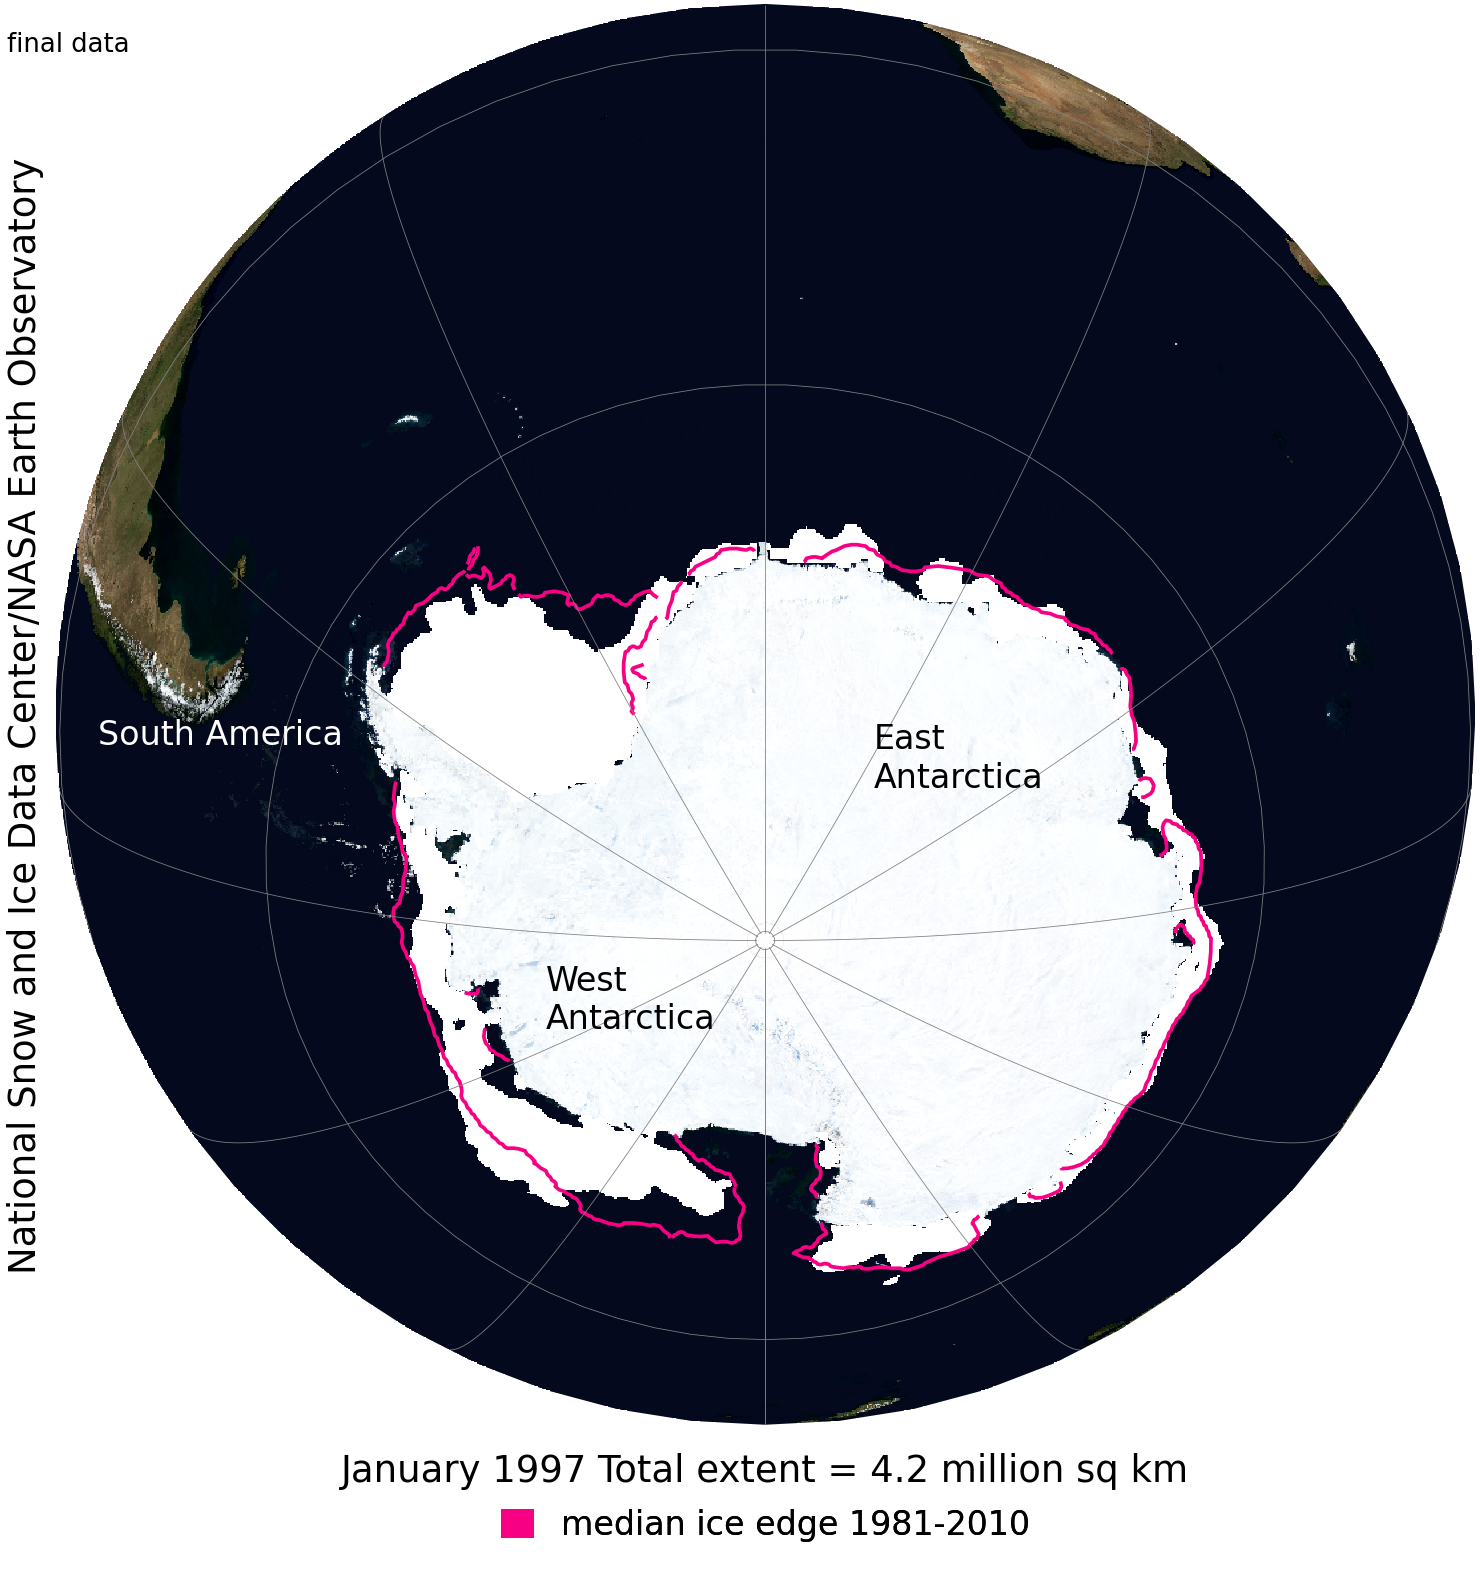 final data
National Snow and Ice Data Center/NASA Earth Observatory
South America
East
Antarctica
West
Antarctica
January 1997 Total extent = 4.2 million sq km
median ice edge 1981-2010